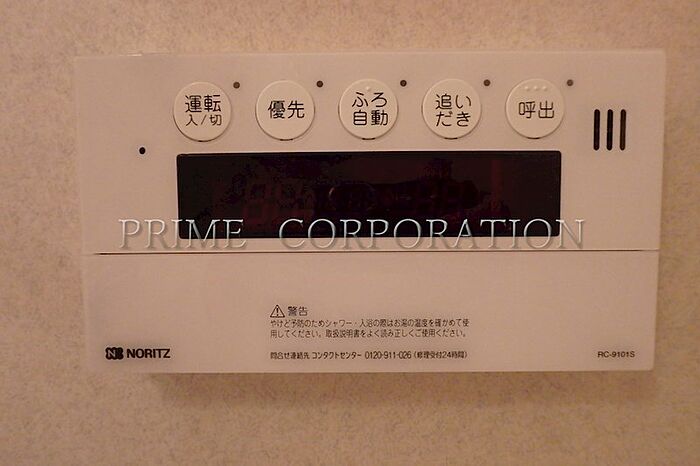 運転
入/切
優先
ふろ
自動
追い
だき
呼出
PRIME CORPORATION
警告
やけど予防のためシャワー・入浴の際はお湯の温度を確かめて使
用してください。取扱説明書をよく読み正しくご使用ください。
NORITZ
問合せ連絡先 コンタクトセンター 0120-911-026 (修理受付24時間)
RC-9101S